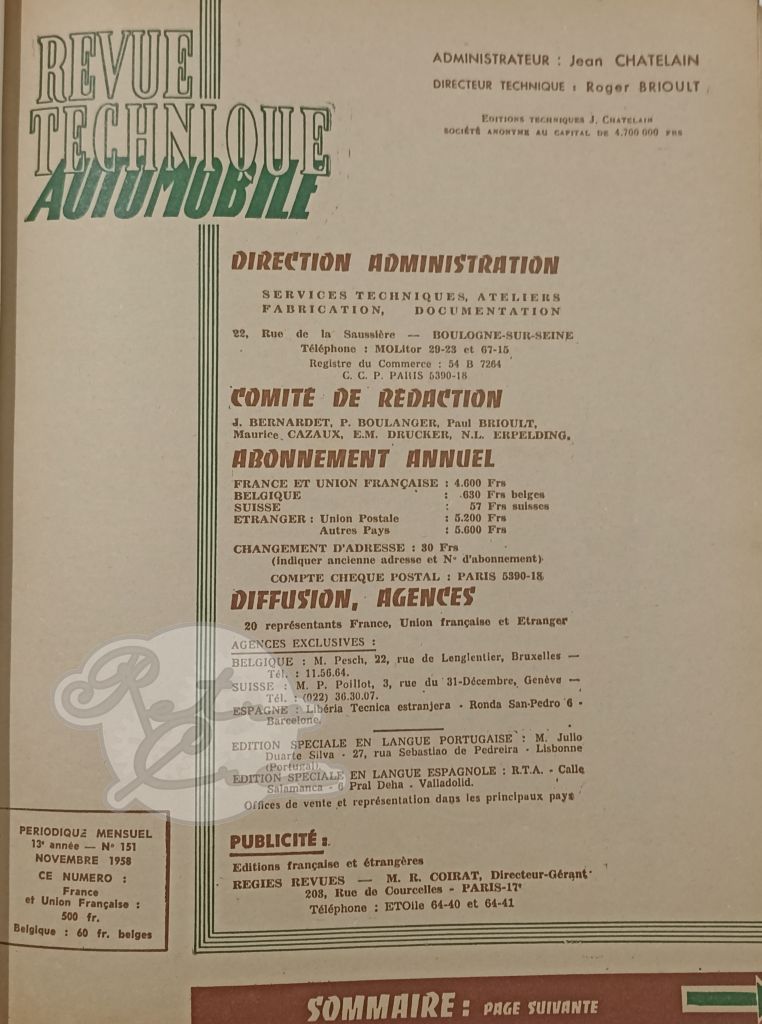 REVUE
TECHNIQUE
AUTOMOBILE
ADMINISTRATEUR : Jean CHATELAIN
DIRECTEUR TECHNIQUE : Roger BRIOULT
EDITIONS TECHNIQUES J. CHATELAIN
SOCIÉTÉ ANONYME AU CAPITAL DE 4.700 000 FRS
DIRECTION ADMINISTRATION
SERVICES TECHNIQUES, ATELIERS
FABRICATION, DOCUMENTATION
22, Rue de la Saussière — BOULOGNE-SUR-SEINE
Téléphone : MOLitor 29-23 et 67-15
Registre du Commerce : 54 B 7264
C. C. P. PARIS 5390-18
COMITÉ DE RÉDACTION
J. BERNARDET, P. BOULANGER, Paul BRIOULT,
Maurice CAZAUX, E.M. DRUCKER, N.L. ERPELDING.
ABONNEMENT ANNUEL
FRANCE ET UNION FRANÇAISE : 4.600 Frs
BELGIQUE : 630 Frs belges
SUISSE : 57 Frs suisses
ETRANGER : Union Postale : 5.200 Frs
Autres Pays : 5.600 Frs
CHANGEMENT D'ADRESSE : 30 Frs
(indiquer ancienne adresse et N° d'abonnement)
COMPTE CHEQUE POSTAL : PARIS 5390-18
DIFFUSION, AGENCES
20 représentants France, Union française et Etranger
AGENCES EXCLUSIVES :
BELGIQUE : M. Pesch, 22, rue de Lenglentier, Bruxelles —
Tél. : 11.56.64.
SUISSE : M. P. Poillot, 3, rue du 31-Décembre, Genève —
Tél. : (022) 36.30.07.
ESPAGNE : Libéria Tecnica estranjera - Ronda San-Pedro 6 -
Barcelone.
EDITION SPECIALE EN LANGUE PORTUGAISE : M. Julio
Duarte Silva - 27, rua Sebastiao de Pedreira - Lisbonne
(Portugal).
EDITION SPECIALE EN LANGUE ESPAGNOLE : R.T.A. - Calle
Salamanca - 6 Pral Deha - Valladolid.
Offices de vente et représentation dans les principaux pays
PUBLICITÉ :
Editions française et étrangères
REGIES REVUES — M. R. COIRAT, Directeur-Gérant
203, Rue de Courcelles - PARIS-17e
Téléphone : ETOile 64-40 et 64-41
PERIODIQUE MENSUEL
13e année — N° 151
NOVEMBRE 1958
CE NUMERO :
France
et Union Française :
500 fr.
Belgique : 60 fr. belges
SOMMAIRE : PAGE SUIVANTE